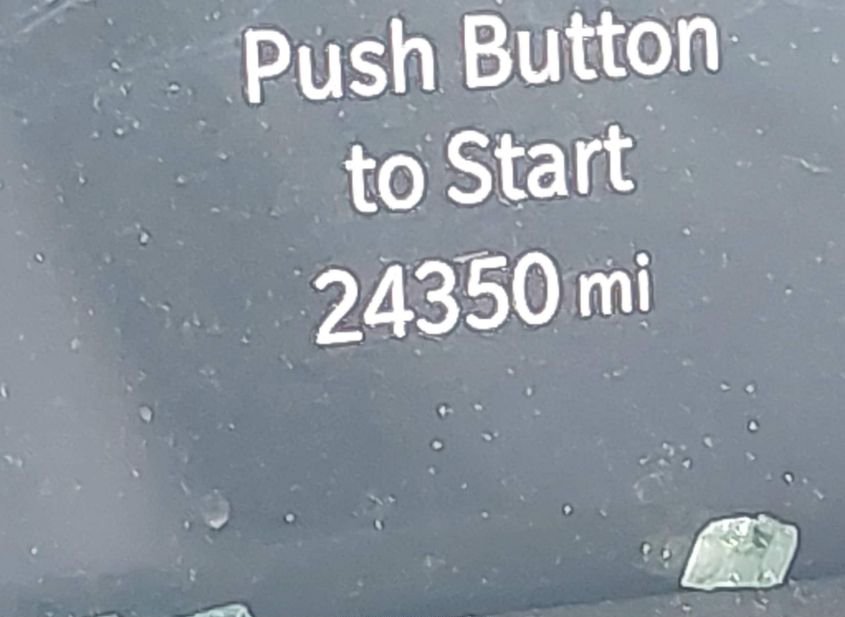 Push Button
to Start
24350 mi